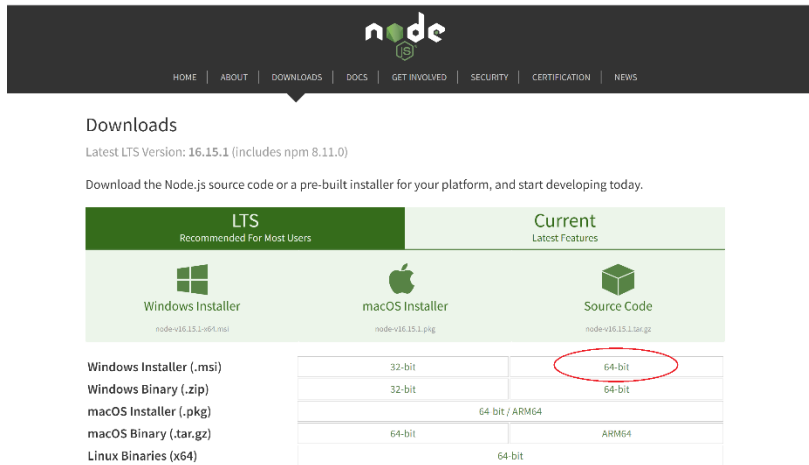 node
JS
HOME ABOUT DOWNLOADS DOCS GET INVOLVED SECURITY CERTIFICATION NEWS
Downloads
Latest LTS Version: 16.15.1 (includes npm 8.11.0)
Download the Node.js source code or a pre-built installer for your platform, and start developing today.
LTS Current
Recommended For Most Users Latest Features
Windows Installer macOS Installer Source Code
node-v16.15.1-x64.msi node-v16.15.1.pkg node-v16.15.1.tar.gz
Windows Installer (.msi) 32-bit 64-bit
Windows Binary (.zip) 32-bit 64-bit
macOS Installer (.pkg) 64-bit / ARM64
macOS Binary (.tar.gz) 64-bit ARM64
Linux Binaries (x64) 64-bit